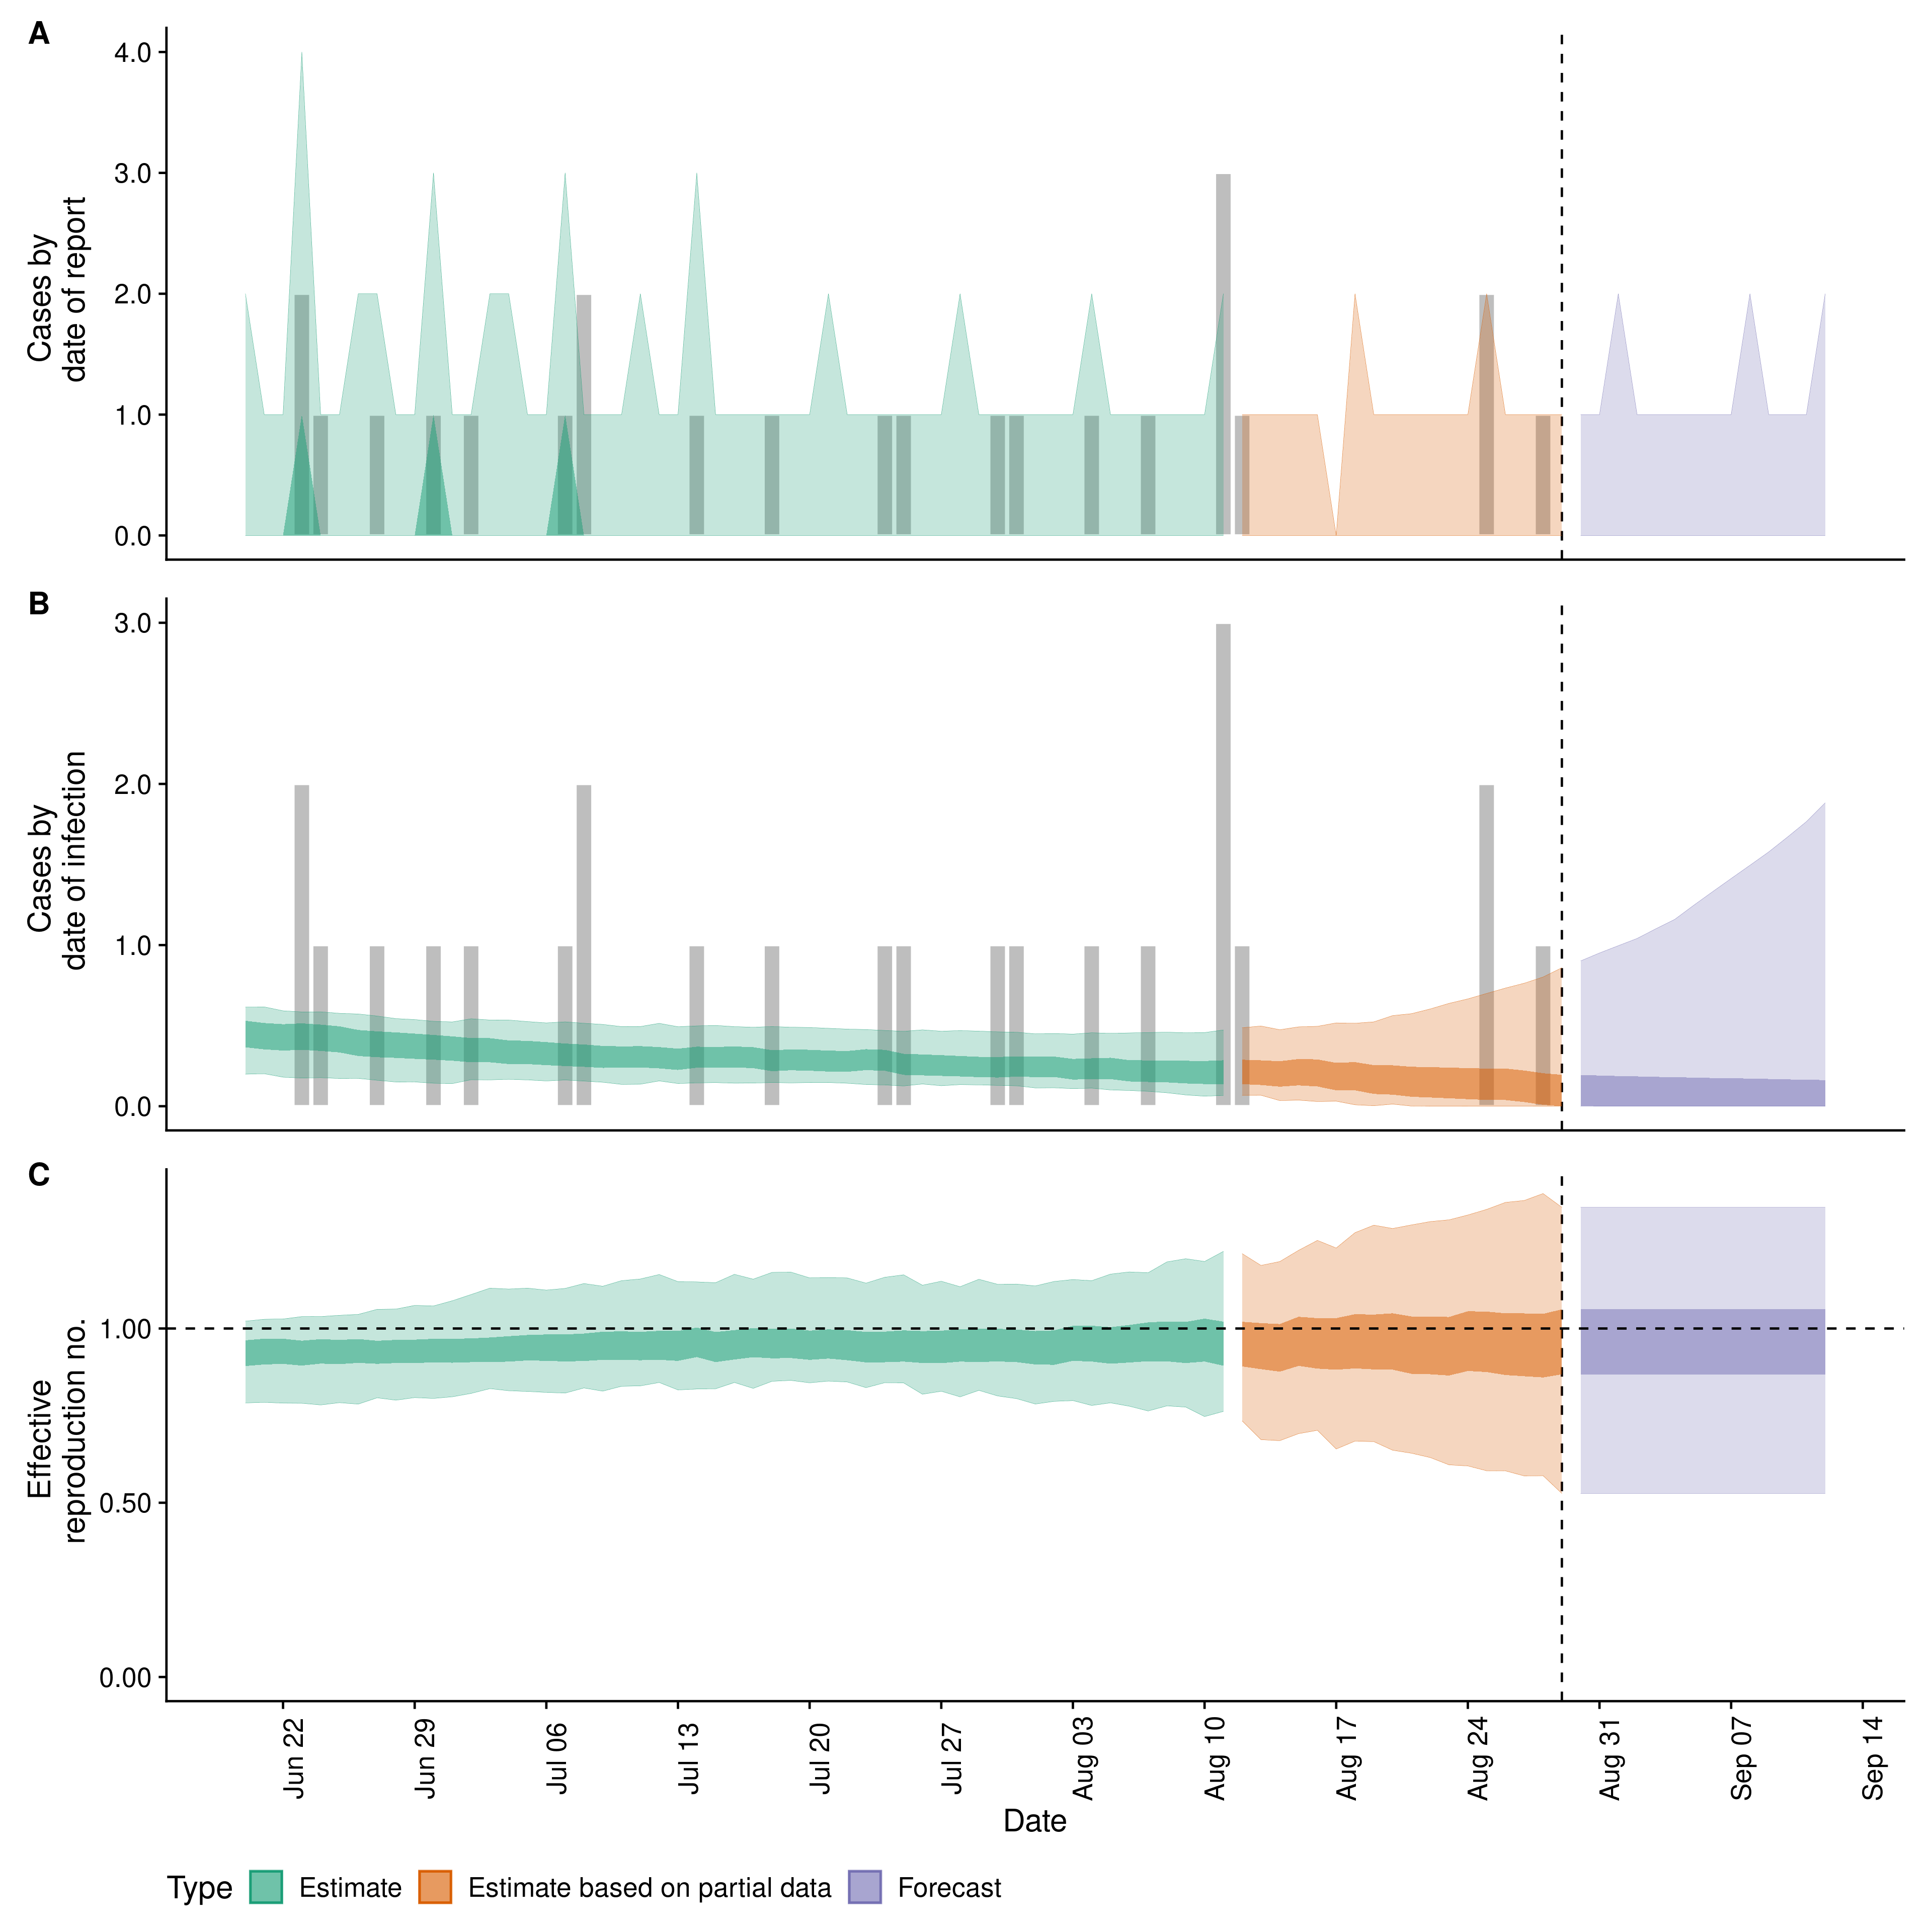 A
4.0
3.0
2.0
1.0
0.0
Cases by
date of report
B
3.0
2.0
1.0
0.0
Cases by
date of infection
C
1.00
0.50
0.00
Effective
reproduction no.
Jun 22
Jun 29
Jul 06
Jul 13
Jul 20
Jul 27
Aug 03
Aug 10
Aug 17
Aug 24
Aug 31
Sep 07
Sep 14
Date
Type Estimate Estimate based on partial data Forecast